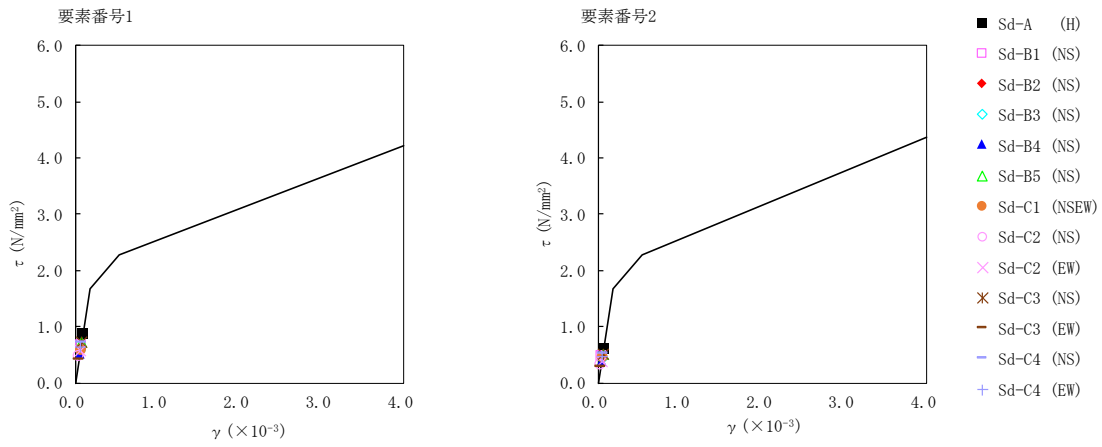 要素番号1
6.0
5.0
4.0
3.0
2.0
1.0
0.0
τ (N/mm²)
0.0 1.0 2.0 3.0 4.0
γ (×10⁻³)
要素番号2
6.0
5.0
4.0
3.0
2.0
1.0
0.0
τ (N/mm²)
0.0 1.0 2.0 3.0 4.0
γ (×10⁻³)
Sd-A (H)
Sd-B1 (NS)
Sd-B2 (NS)
Sd-B3 (NS)
Sd-B4 (NS)
Sd-B5 (NS)
Sd-C1 (NSEW)
Sd-C2 (NS)
Sd-C2 (EW)
Sd-C3 (NS)
Sd-C3 (EW)
Sd-C4 (NS)
Sd-C4 (EW)